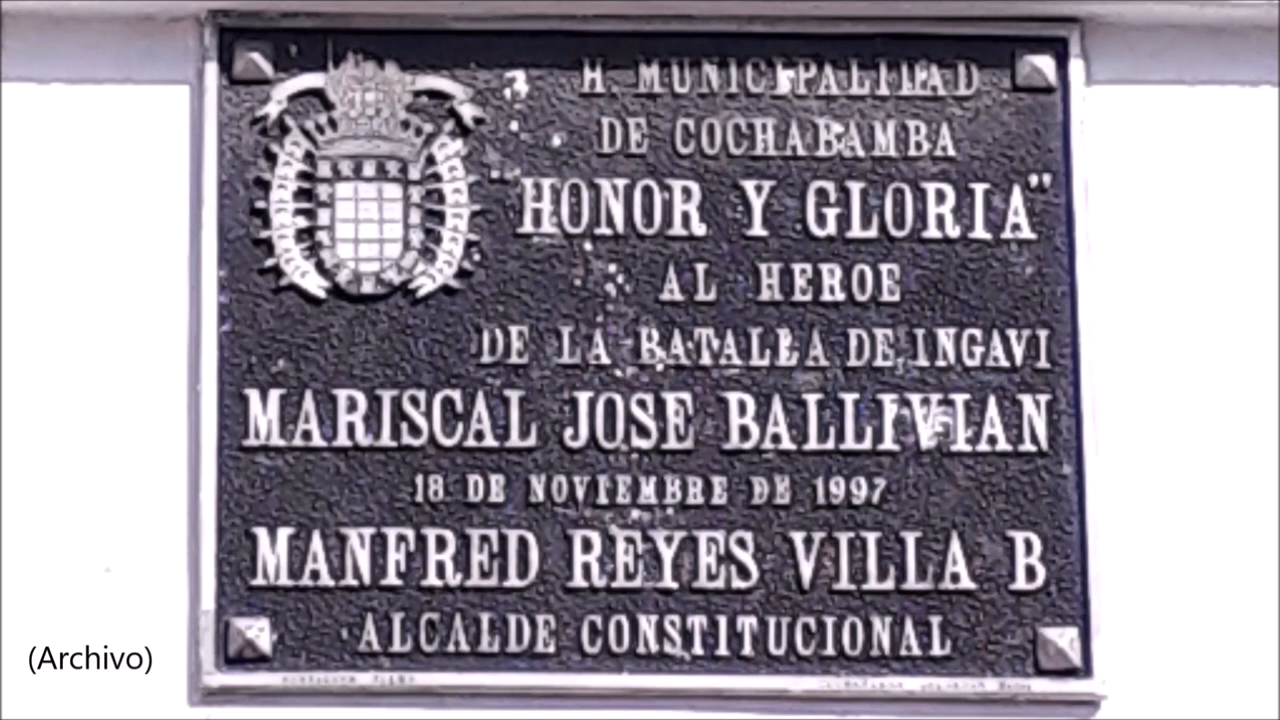 H. MUNICIPALIDAD
DE COCHABAMBA
"HONOR Y GLORIA"
AL HEROE
DE LA BATALLA DE INGAVI
MARISCAL JOSE BALLIVIAN
18 DE NOVIEMBRE DE 1997
MANFRED REYES VILLA B
ALCALDE CONSTITUCIONAL
(Archivo)